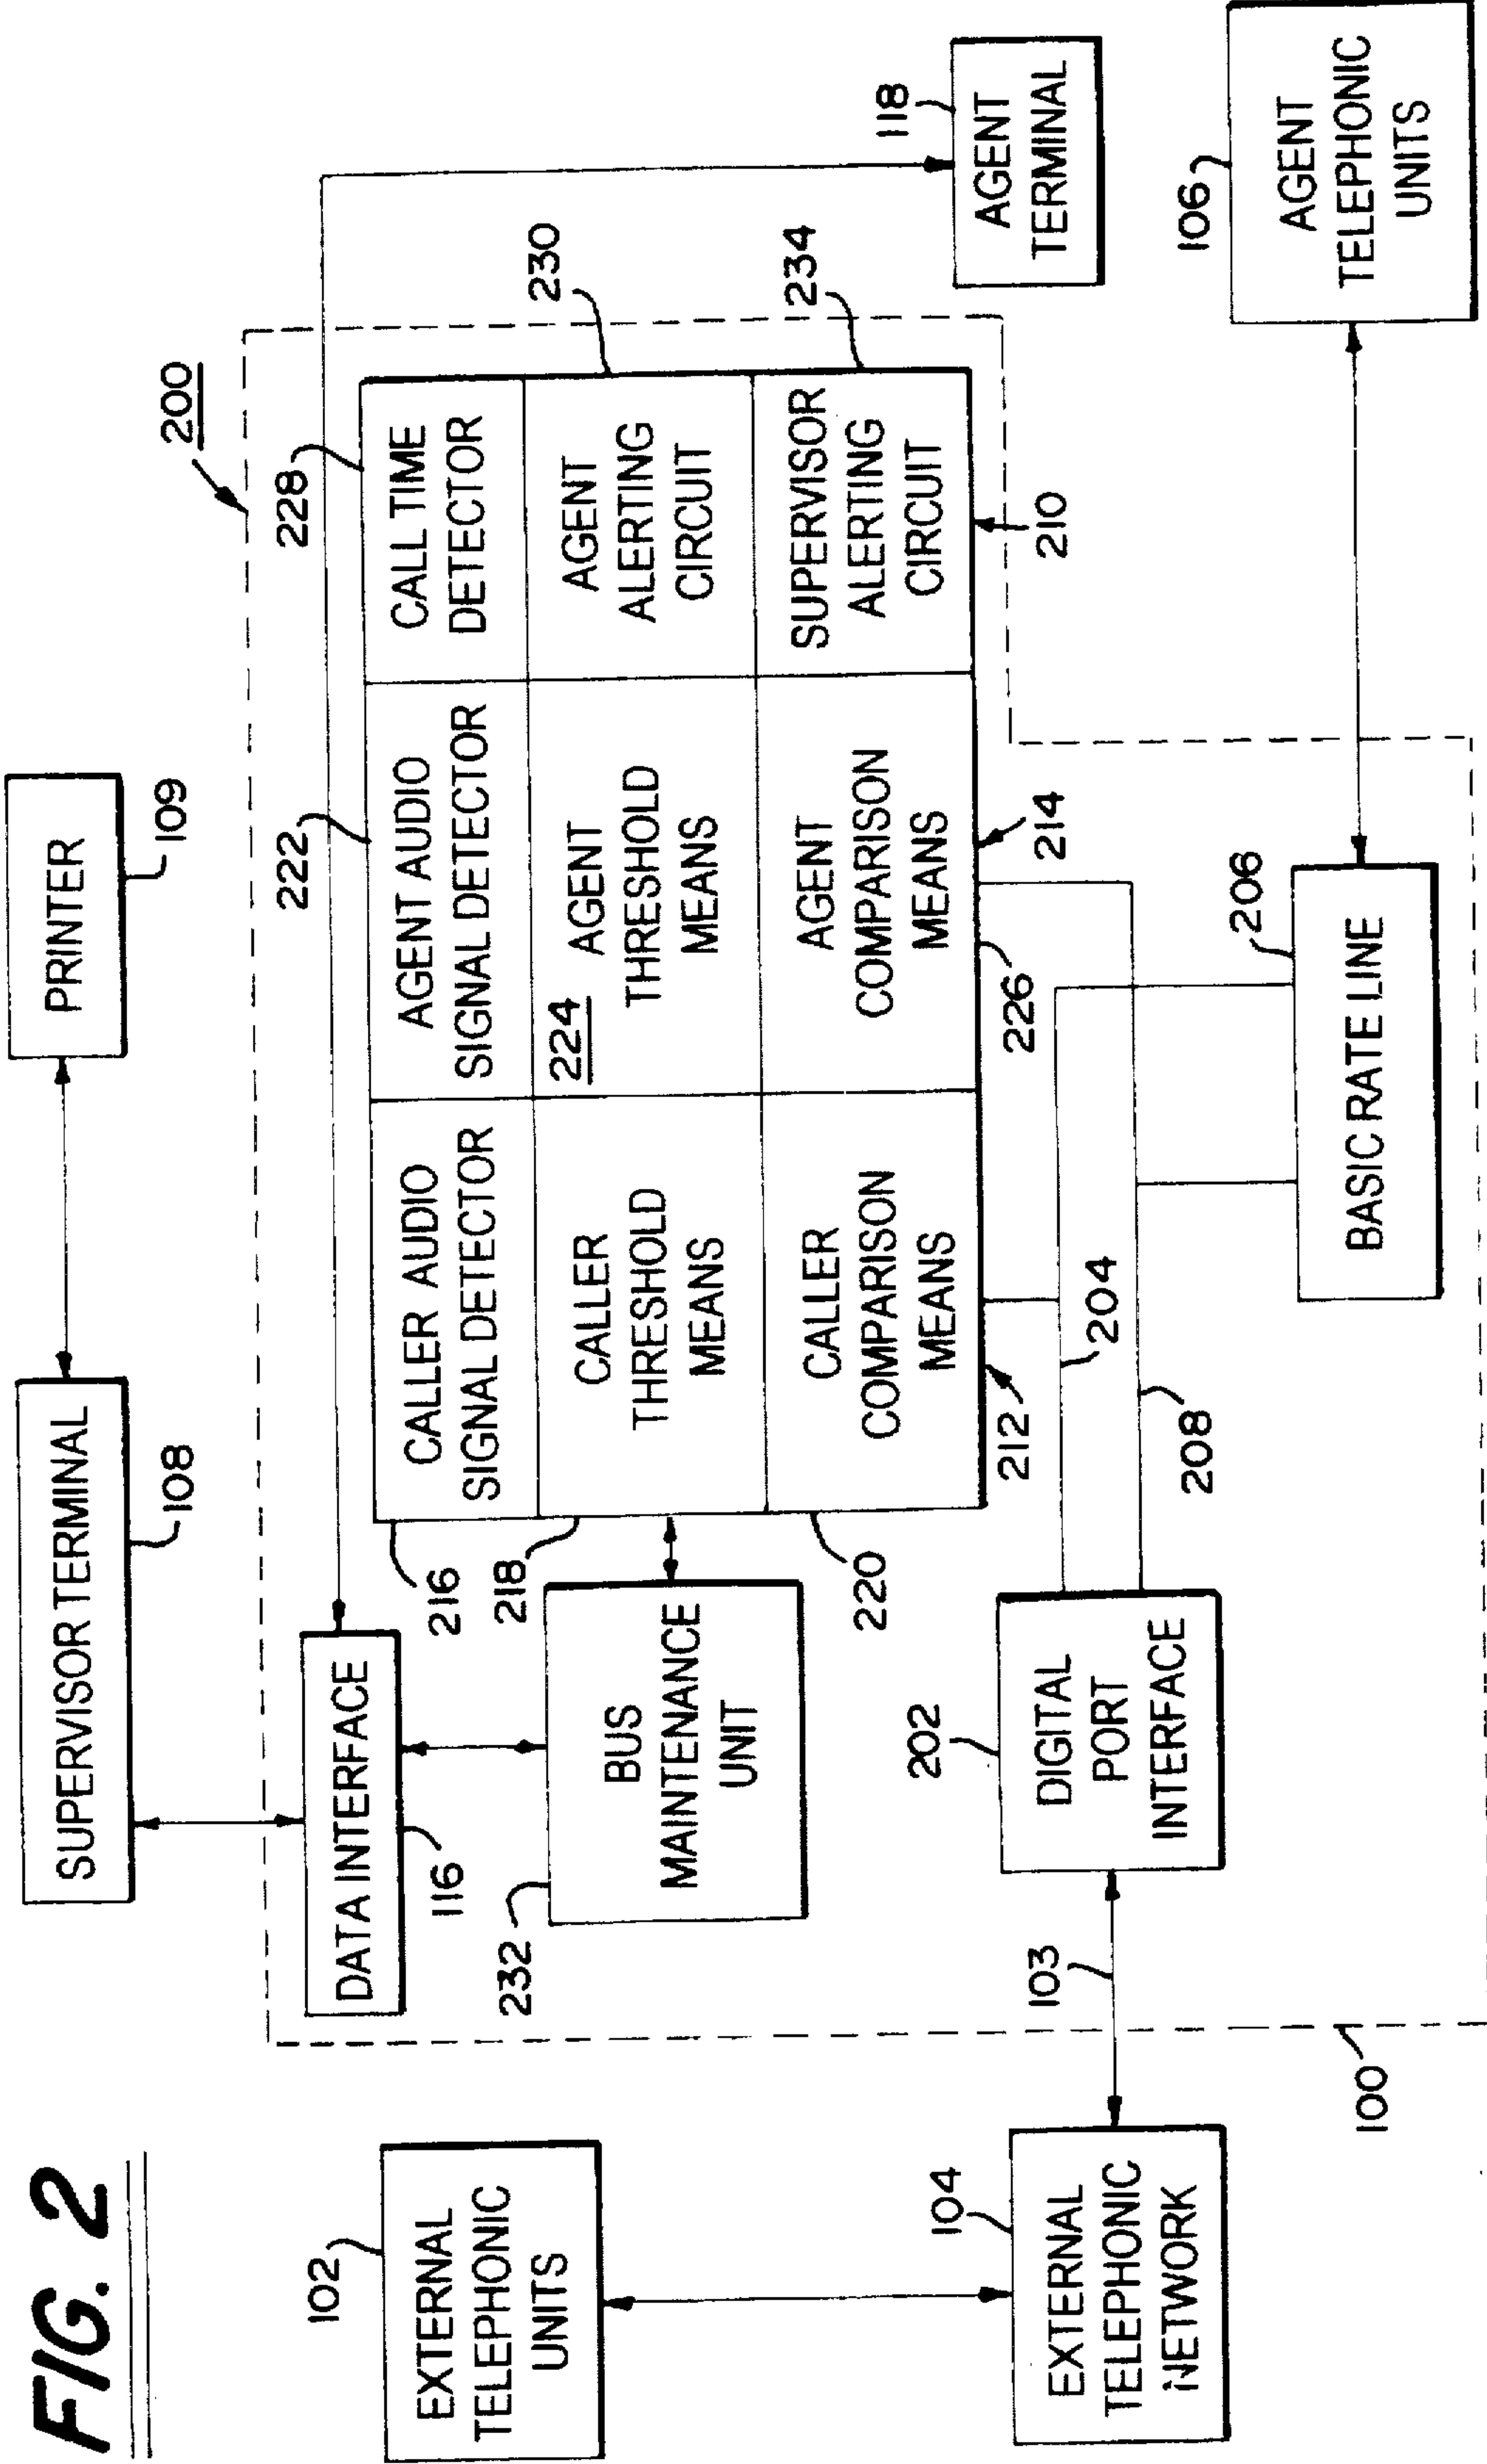 FIG. 2
PRINTER
109
SUPERVISOR TERMINAL
108
200
DATA INTERFACE
116
216
CALLER AUDIO
SIGNAL DETECTOR
222
AGENT AUDIO
SIGNAL DETECTOR
228
CALL TIME
DETECTOR
218
CALLER
THRESHOLD
MEANS
224
AGENT
THRESHOLD
MEANS
230
AGENT
ALERTING
CIRCUIT
220
CALLER
COMPARISON
MEANS
226
AGENT
COMPARISON
MEANS
234
SUPERVISOR
ALERTING
CIRCUIT
212
214
210
232
BUS
MAINTENANCE
UNIT
118
AGENT
TERMINAL
102
EXTERNAL
TELEPHONIC
UNITS
104
EXTERNAL
TELEPHONIC
NETWORK
103
100
202
DIGITAL
PORT
INTERFACE
204
208
206
BASIC RATE LINE
106
AGENT
TELEPHONIC
UNITS